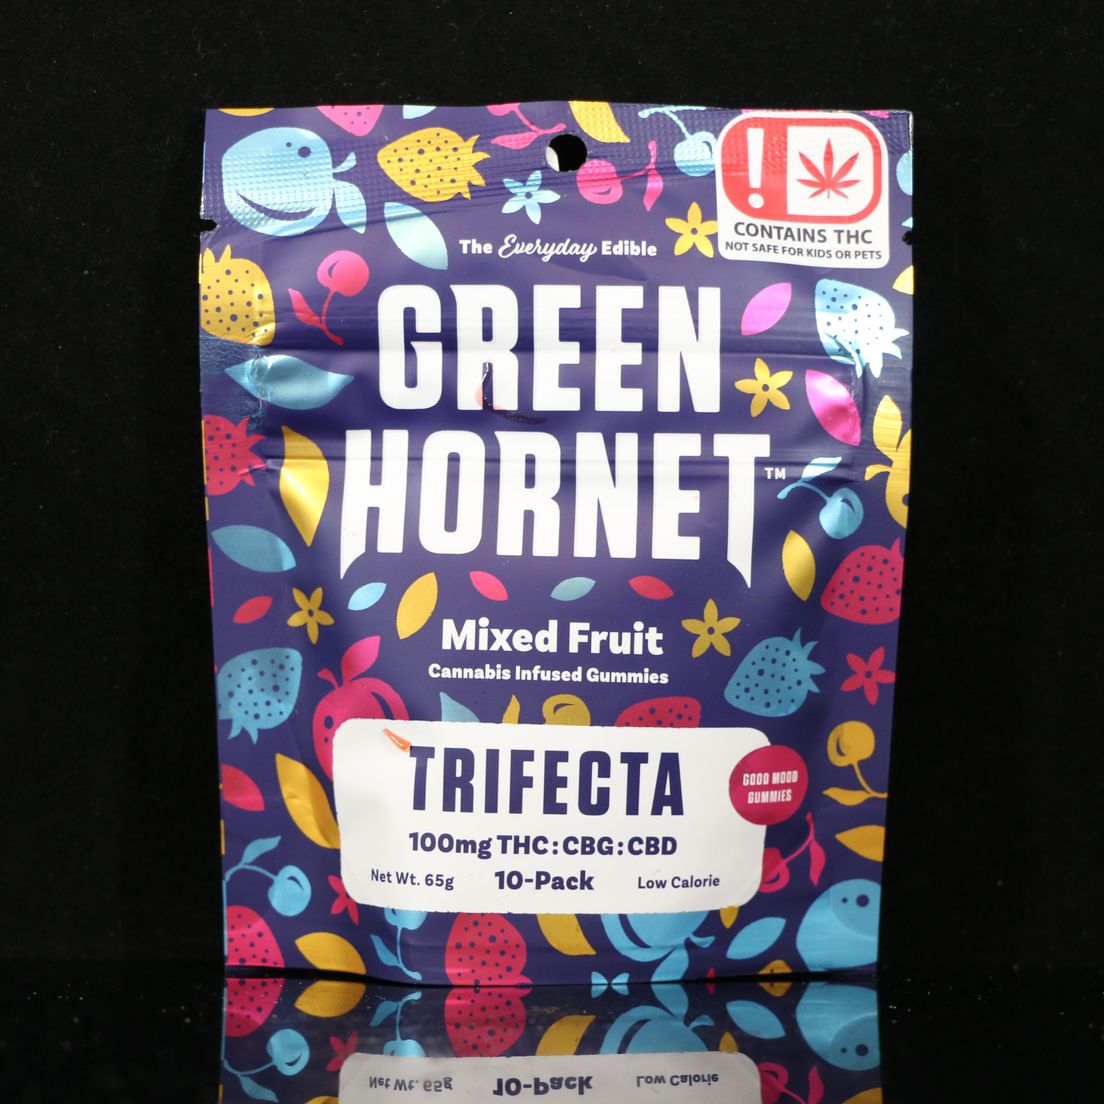 CONTAINS THC
NOT SAFE FOR KIDS OR PETS
The Everyday Edible
GREEN
HORNET™
Mixed Fruit
Cannabis Infused Gummies
TRIFECTA
GOOD MOOD
GUMMIES
100mg THC:CBG:CBD
Net Wt. 65g 10-Pack Low Calorie